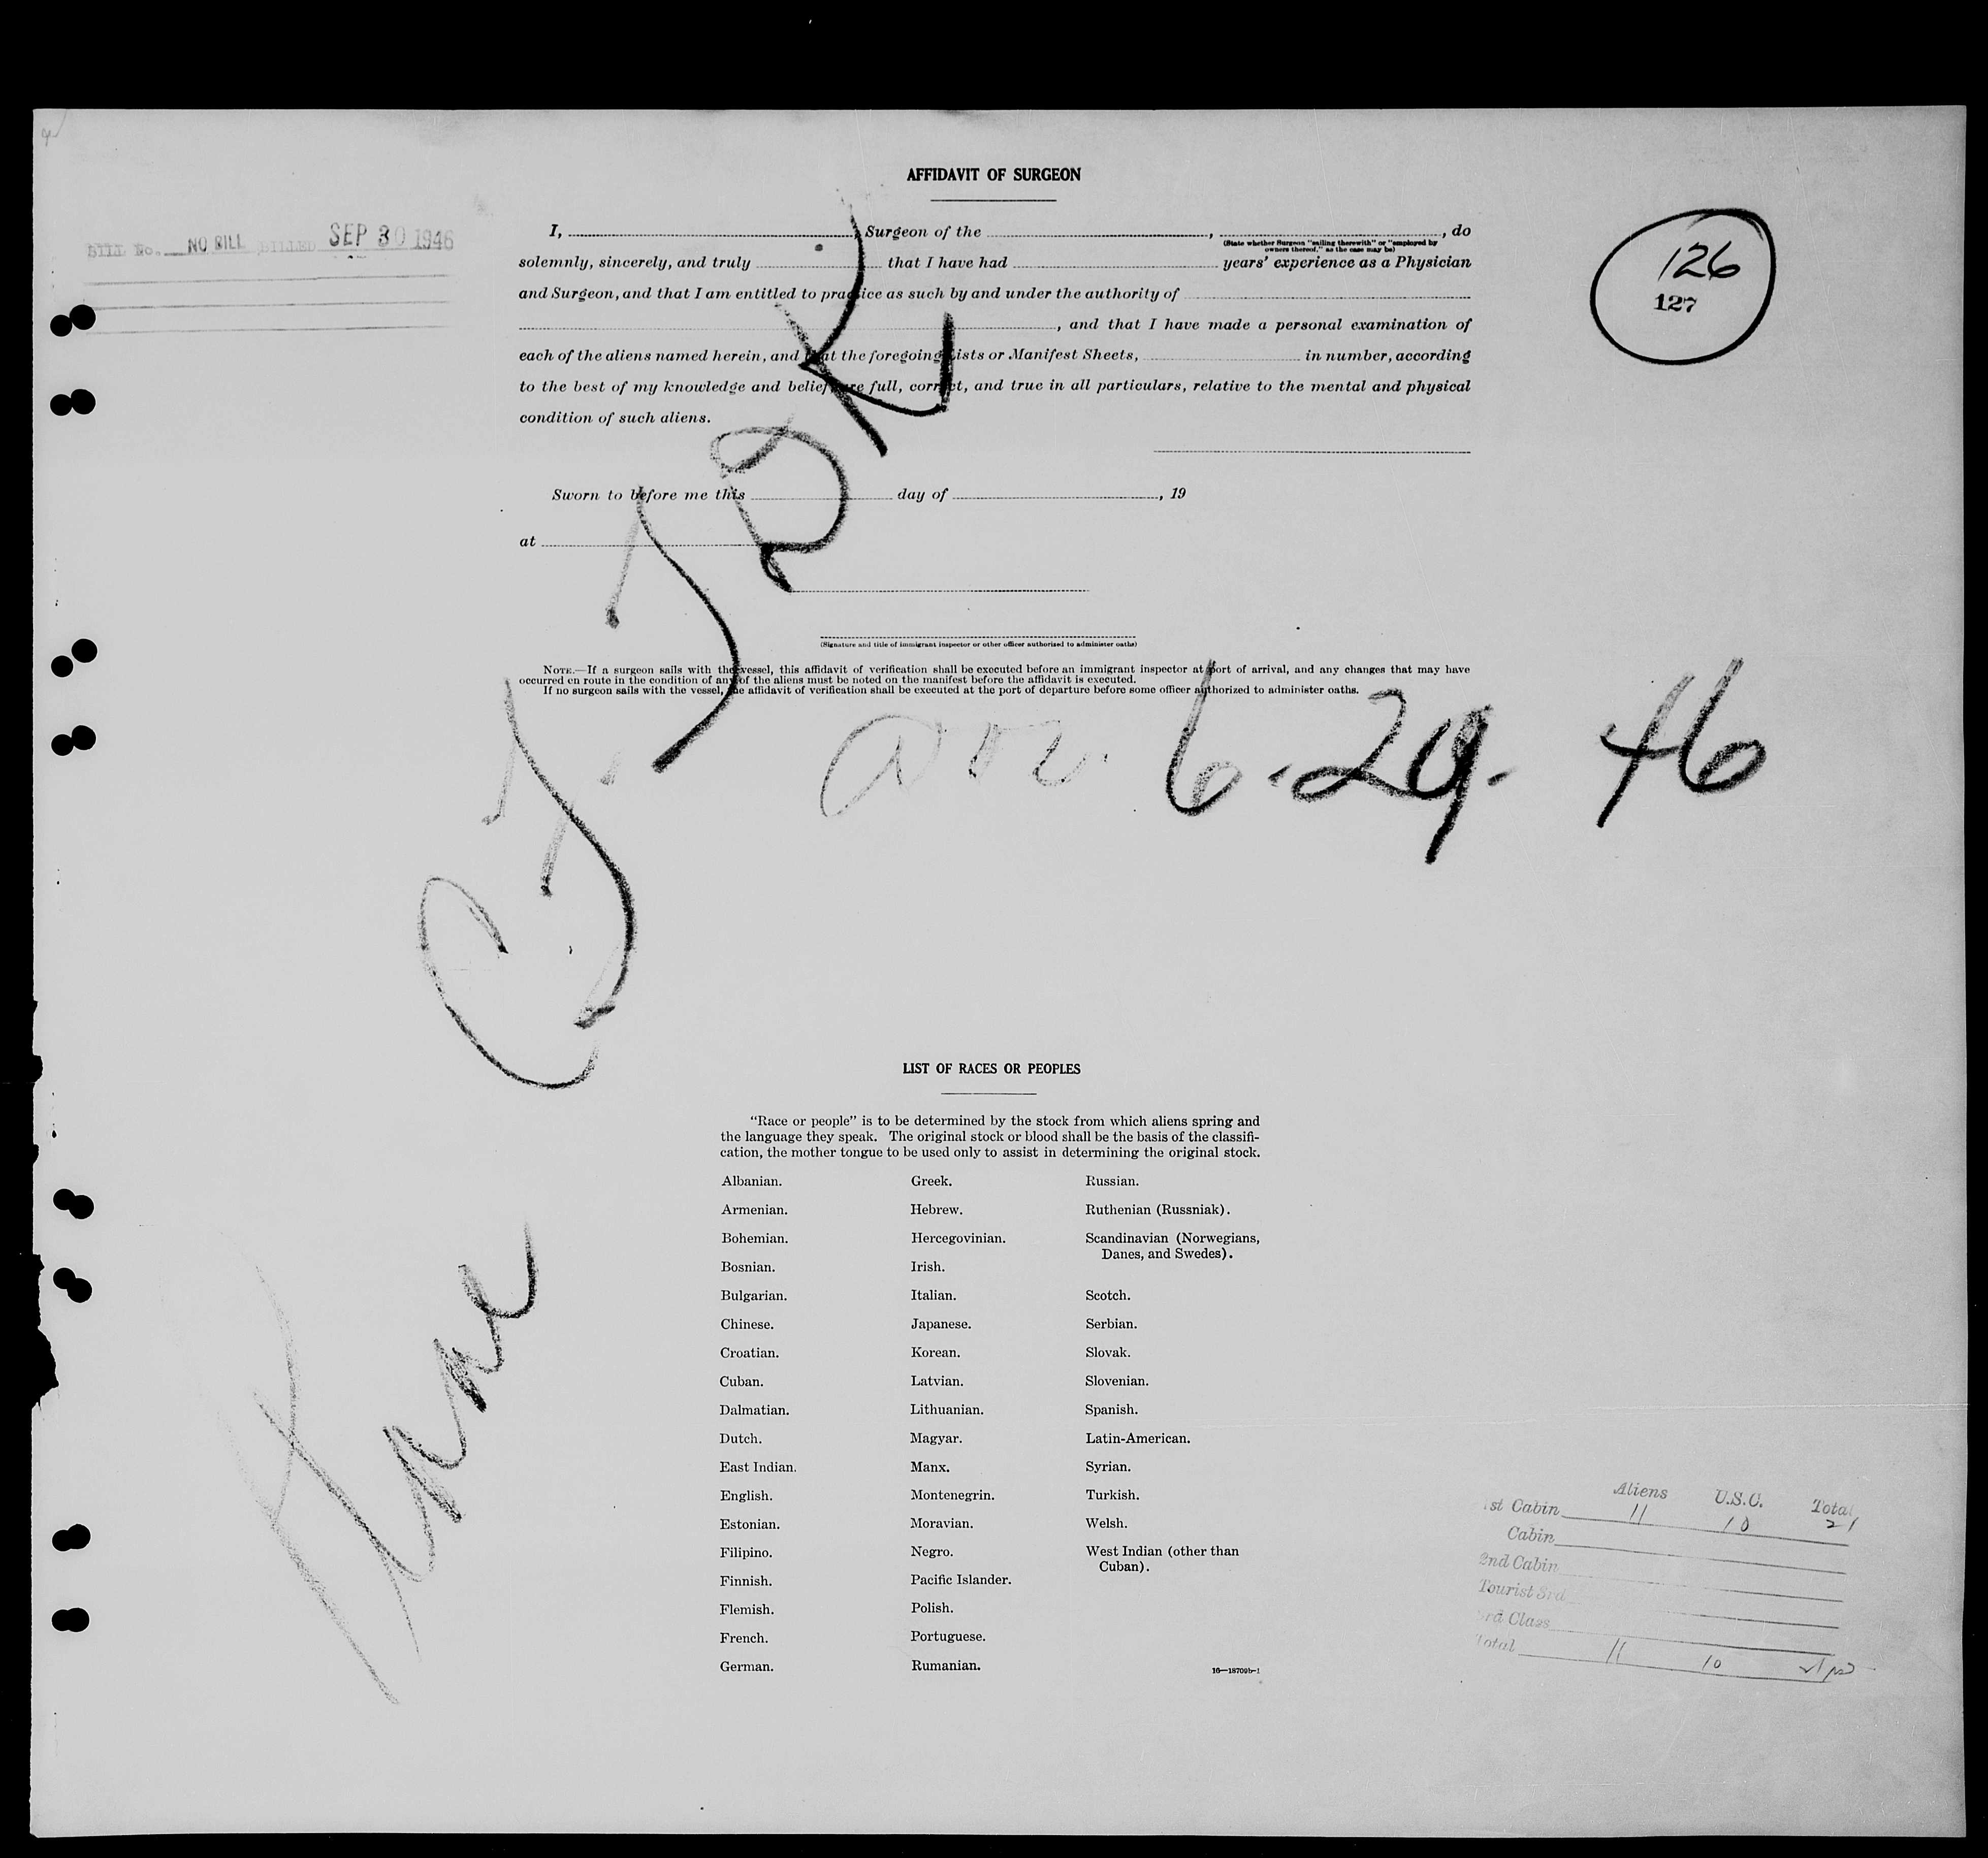 AFFIDAVIT OF SURGEON
BILL No. NO BILL BILLED SEP 30 1946
126
127
I, , Surgeon of the , , do
(State whether Surgeon "sailing therewith" or "employed by owners thereof," as the case may be)
solemnly, sincerely, and truly that I have had years' experience as a Physician
and Surgeon, and that I am entitled to practice as such by and under the authority of
, and that I have made a personal examination of
each of the aliens named herein, and that the foregoing Lists or Manifest Sheets, in number, according
to the best of my knowledge and belief, are full, correct, and true in all particulars, relative to the mental and physical
condition of such aliens.
Sworn to before me this day of , 19
at
(Signature and title of immigrant inspector or other officer authorized to administer oaths)
NOTE.—If a surgeon sails with the vessel, this affidavit of verification shall be executed before an immigrant inspector at port of arrival, and any changes that may have
occurred en route in the condition of any of the aliens must be noted on the manifest before the affidavit is executed.
If no surgeon sails with the vessel, the affidavit of verification shall be executed at the port of departure before some officer authorized to administer oaths.
6-29-46
LIST OF RACES OR PEOPLES
"Race or people" is to be determined by the stock from which aliens spring and
the language they speak. The original stock or blood shall be the basis of the classifi-
cation, the mother tongue to be used only to assist in determining the original stock.
Albanian.
Armenian.
Bohemian.
Bosnian.
Bulgarian.
Chinese.
Croatian.
Cuban.
Dalmatian.
Dutch.
East Indian.
English.
Estonian.
Filipino.
Finnish.
Flemish.
French.
German.
Greek.
Hebrew.
Hercegovinian.
Irish.
Italian.
Japanese.
Korean.
Latvian.
Lithuanian.
Magyar.
Manx.
Montenegrin.
Moravian.
Negro.
Pacific Islander.
Polish.
Portuguese.
Rumanian.
Russian.
Ruthenian (Russniak).
Scandinavian (Norwegians,
Danes, and Swedes).
Scotch.
Serbian.
Slovak.
Slovenian.
Spanish.
Latin-American.
Syrian.
Turkish.
Welsh.
West Indian (other than
Cuban).
16—18709b-1
Aliens U.S.C. Total
1st Cabin 11 10 21
Cabin
2nd Cabin
Tourist 3rd
3rd Class
Total 11 10 21